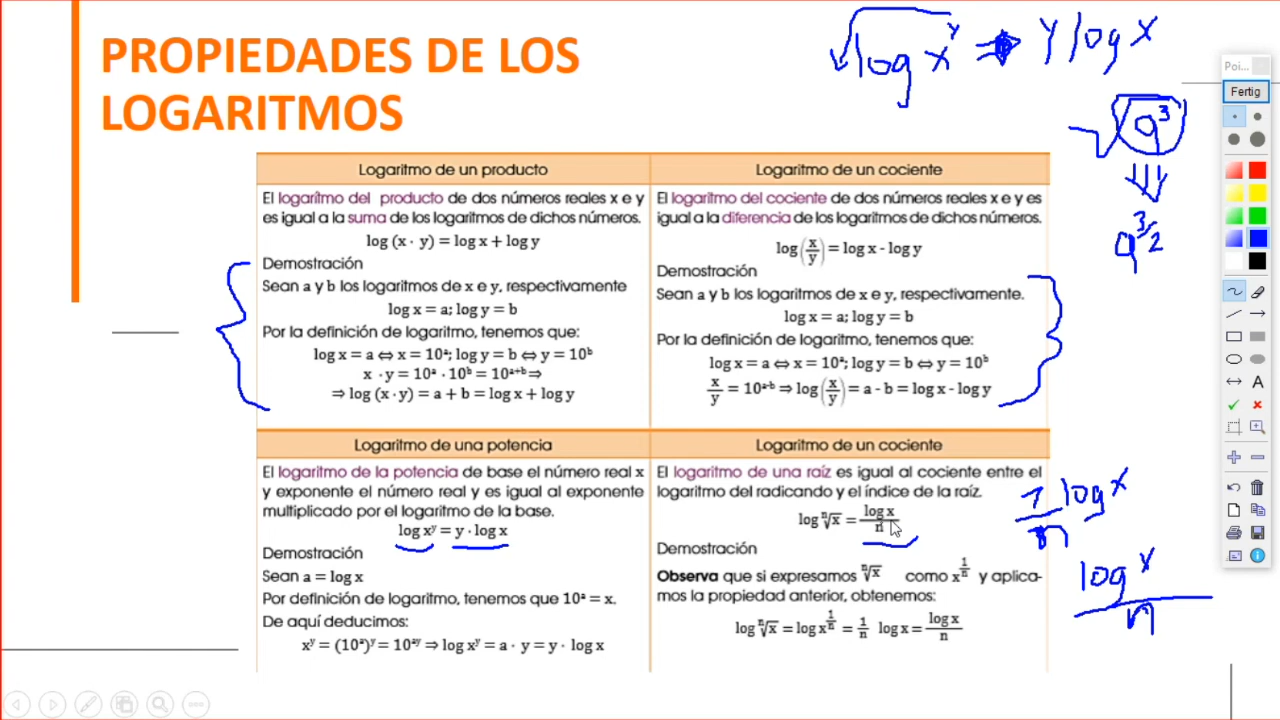 PROPIEDADES DE LOS
LOGARITMOS
log x^y ⇒ y log x
Poi...
Fertig
√a³
a^3/2
Logaritmo de un producto
El logaritmo del producto de dos números reales x e y
es igual a la suma de los logaritmos de dichos números.
log (x · y) = log x + log y
Demostración
Sean a y b los logaritmos de x e y, respectivamente
log x = a; log y = b
Por la definición de logaritmo, tenemos que:
log x = a ⇔ x = 10ᵃ; log y = b ⇔ y = 10ᵇ
x · y = 10ᵃ · 10ᵇ = 10ᵃ⁺ᵇ ⇒
⇒ log (x · y) = a + b = log x + log y
Logaritmo de un cociente
El logaritmo del cociente de dos números reales x e y es
igual a la diferencia de los logaritmos de dichos números.
log(x/y) = log x - log y
Demostración
Sean a y b los logaritmos de x e y, respectivamente.
log x = a; log y = b
Por la definición de logaritmo, tenemos que:
log x = a ⇔ x = 10ᵃ; log y = b ⇔ y = 10ᵇ
x/y = 10ᵃ⁻ᵇ ⇒ log(x/y) = a - b = log x - log y
Logaritmo de una potencia
El logaritmo de la potencia de base el número real x
y exponente el número real y es igual al exponente
multiplicado por el logaritmo de la base.
log xʸ = y · log x
Demostración
Sean a = log x
Por definición de logaritmo, tenemos que 10ᵃ = x.
De aquí deducimos:
xʸ = (10ᵃ)ʸ = 10ᵃʸ ⇒ log xʸ = a · y = y · log x
Logaritmo de un cociente
El logaritmo de una raíz es igual al cociente entre el
logaritmo del radicando y el índice de la raíz.
log ⁿ√x = log x/n
Demostración
Observa que si expresamos ⁿ√x como x^1/n y aplica-
mos la propiedad anterior, obtenemos:
log ⁿ√x = log x^1/n = 1/n log x = log x/n
1/n log x
log x/n
A